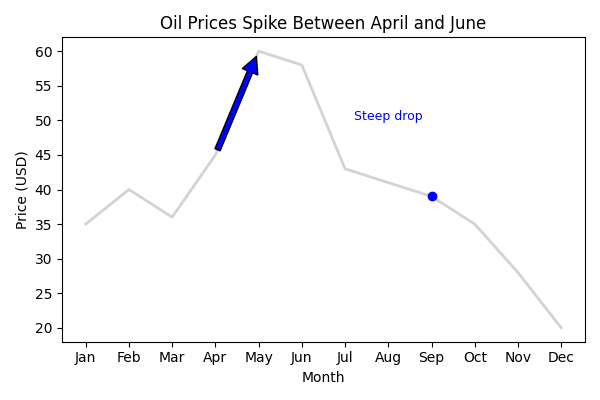 Oil Prices Spike Between April and June
Price (USD)
60
55
50
45
40
35
30
25
20
Steep drop
Jan Feb Mar Apr May Jun Jul Aug Sep Oct Nov Dec
Month